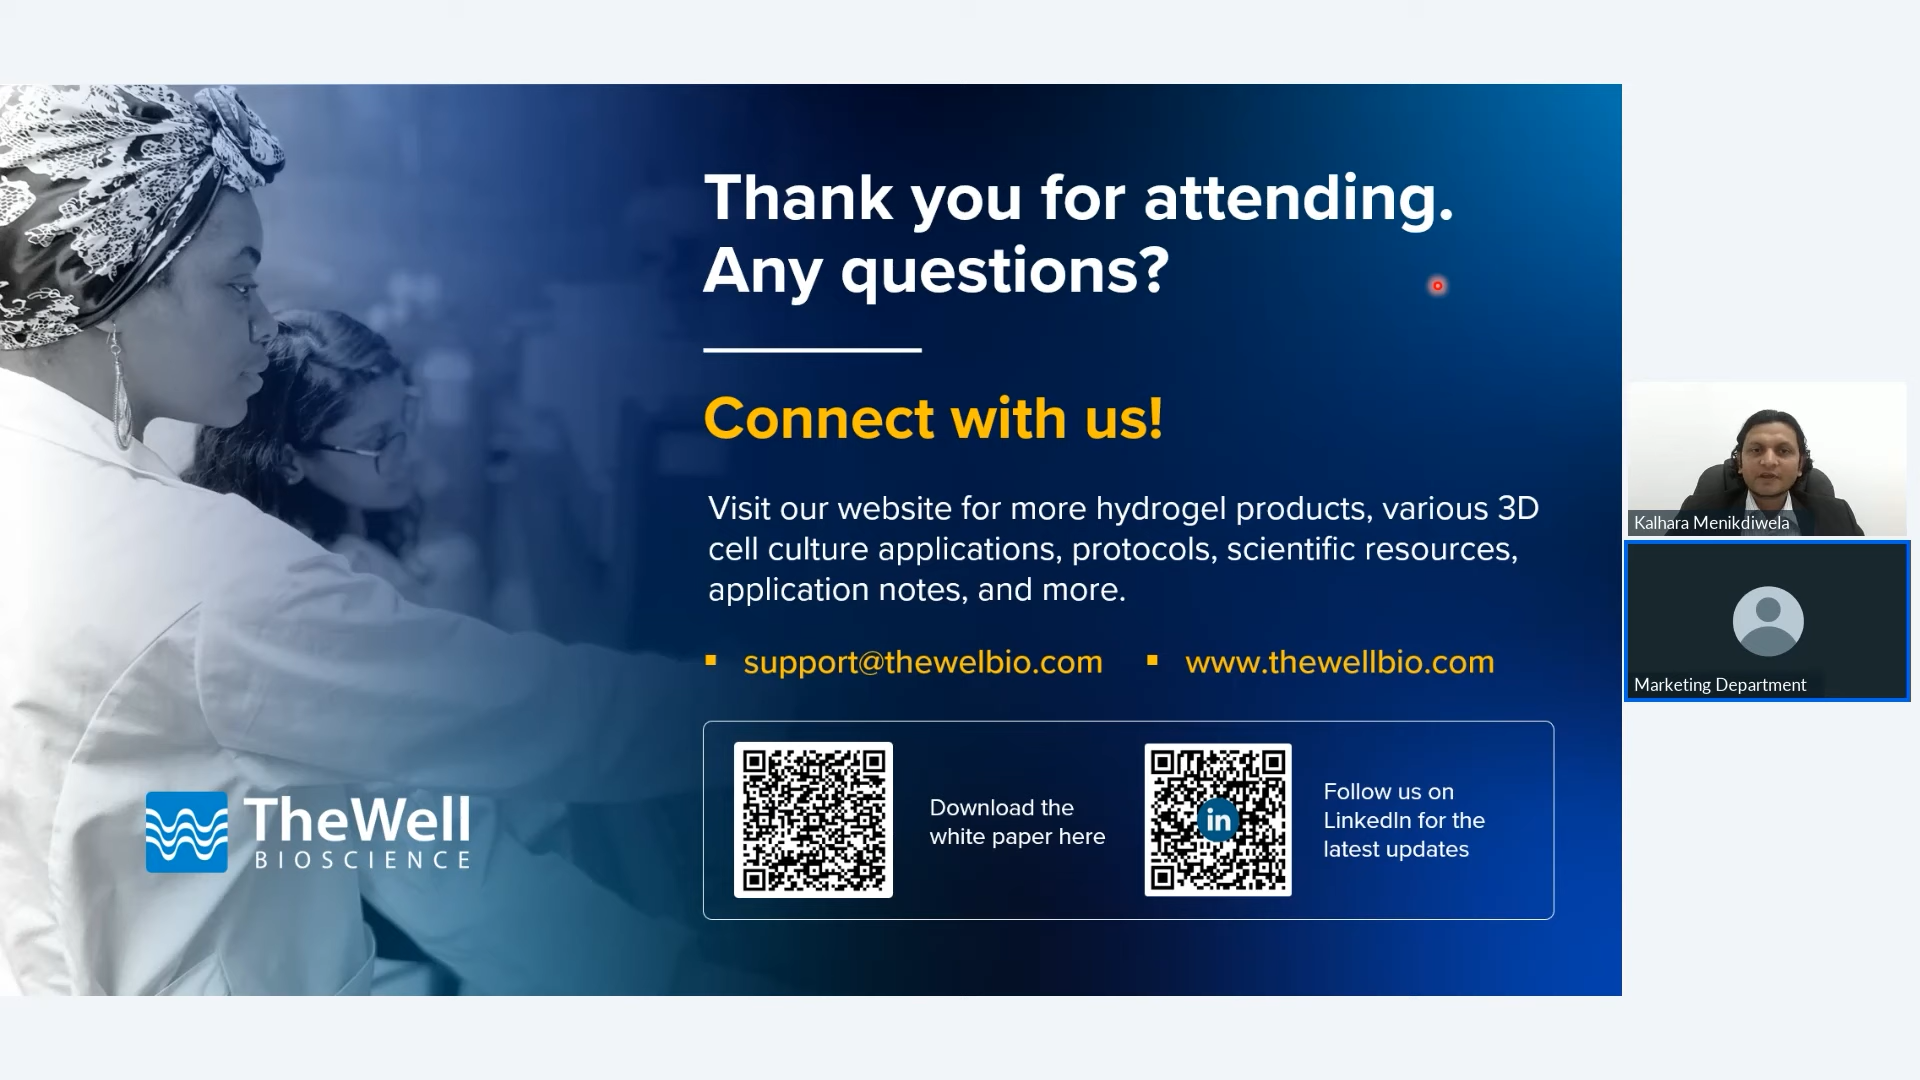 Thank you for attending.
Any questions?
Connect with us!
Visit our website for more hydrogel products, various 3D
cell culture applications, protocols, scientific resources,
application notes, and more.
▪ support@thewelbio.com ▪ www.thewellbio.com
Download the
white paper here
in
Follow us on
LinkedIn for the
latest updates
TheWell
BIOSCIENCE
Kalhara Menikdiwela
Marketing Department